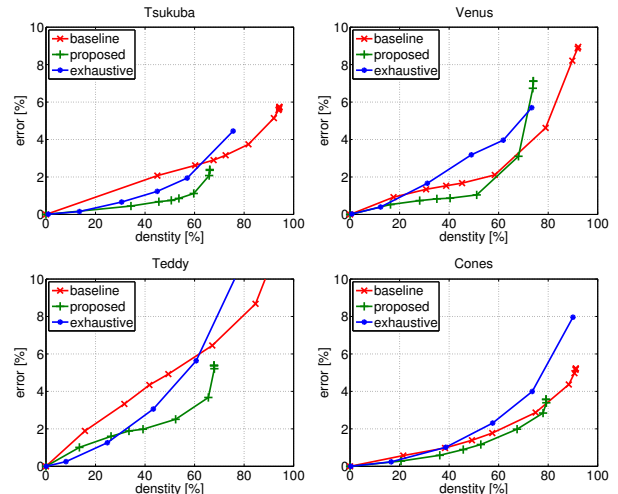 Tsukuba
10
8
6
4
2
0
error [%]
baseline
proposed
exhaustive
0 20 40 60 80 100
denstity [%]
Venus
10
8
6
4
2
0
error [%]
baseline
proposed
exhaustive
0 20 40 60 80 100
denstity [%]
Teddy
10
8
6
4
2
0
error [%]
baseline
proposed
exhaustive
0 20 40 60 80 100
denstity [%]
Cones
10
8
6
4
2
0
error [%]
baseline
proposed
exhaustive
0 20 40 60 80 100
denstity [%]